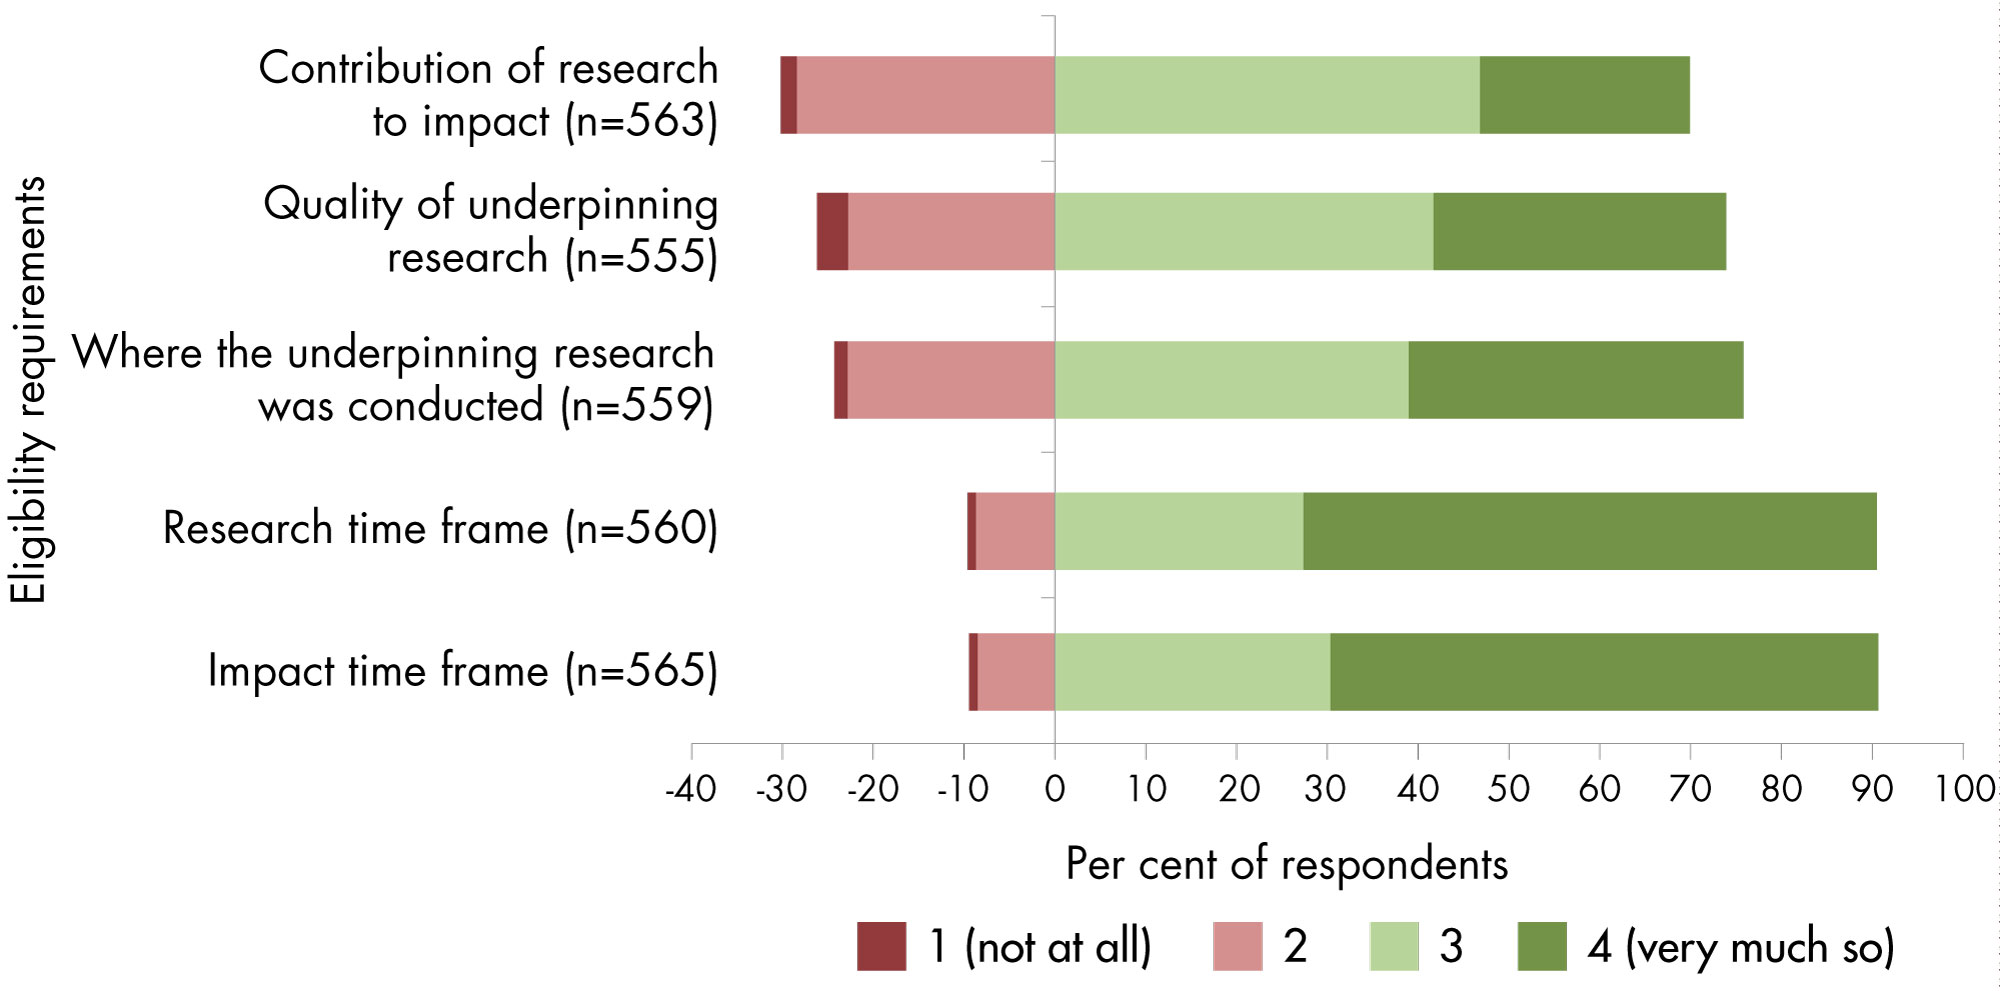 Eligibility requirements
Contribution of research
to impact (n=563)
Quality of underpinning
research (n=555)
Where the underpinning research
was conducted (n=559)
Research time frame (n=560)
Impact time frame (n=565)
-40 -30 -20 -10 0 10 20 30 40 50 60 70 80 90 100
Per cent of respondents
1 (not at all) 2 3 4 (very much so)